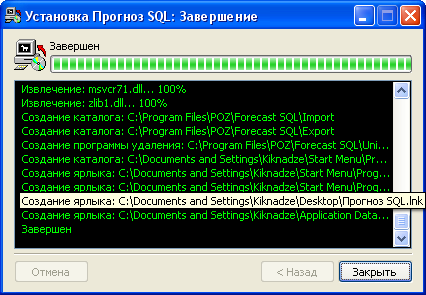 Установка Прогноз SQL: Завершение
Завершен
Извлечение: msvcr71.dll... 100%
Извлечение: zlib1.dll... 100%
Создание каталога: C:\Program Files\POZ\Forecast SQL\Import
Создание каталога: C:\Program Files\POZ\Forecast SQL\Export
Создание программы удаления: C:\Program Files\POZ\Forecast SQL\Uni...
Создание каталога: C:\Documents and Settings\Kiknadze\Start Menu\Pr...
Создание ярлыка: C:\Documents and Settings\Kiknadze\Start Menu\Prog...
Создание ярлыка: C:\Documents and Settings\Kiknadze\Start Menu\Prog...
Создание ярлыка: C:\Documents and Settings\Kiknadze\Desktop\Прогноз SQL.lnk
Создание ярлыка: C:\Documents and Settings\Kiknadze\Application Data...
Завершен
Отмена
< Назад
Закрыть